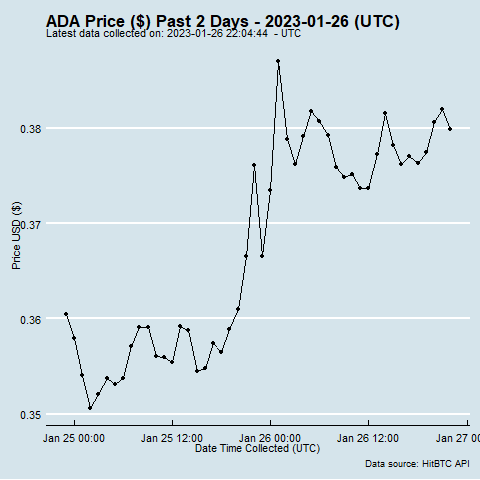 ADA Price ($) Past 2 Days - 2023-01-26 (UTC)
Latest data collected on: 2023-01-26 22:04:44 - UTC
0.38
0.37
0.36
0.35
Price USD ($)
Jan 25 00:00
Jan 25 12:00
Jan 26 00:00
Jan 26 12:00
Jan 27 00
Date Time Collected (UTC)
Data source: HitBTC API